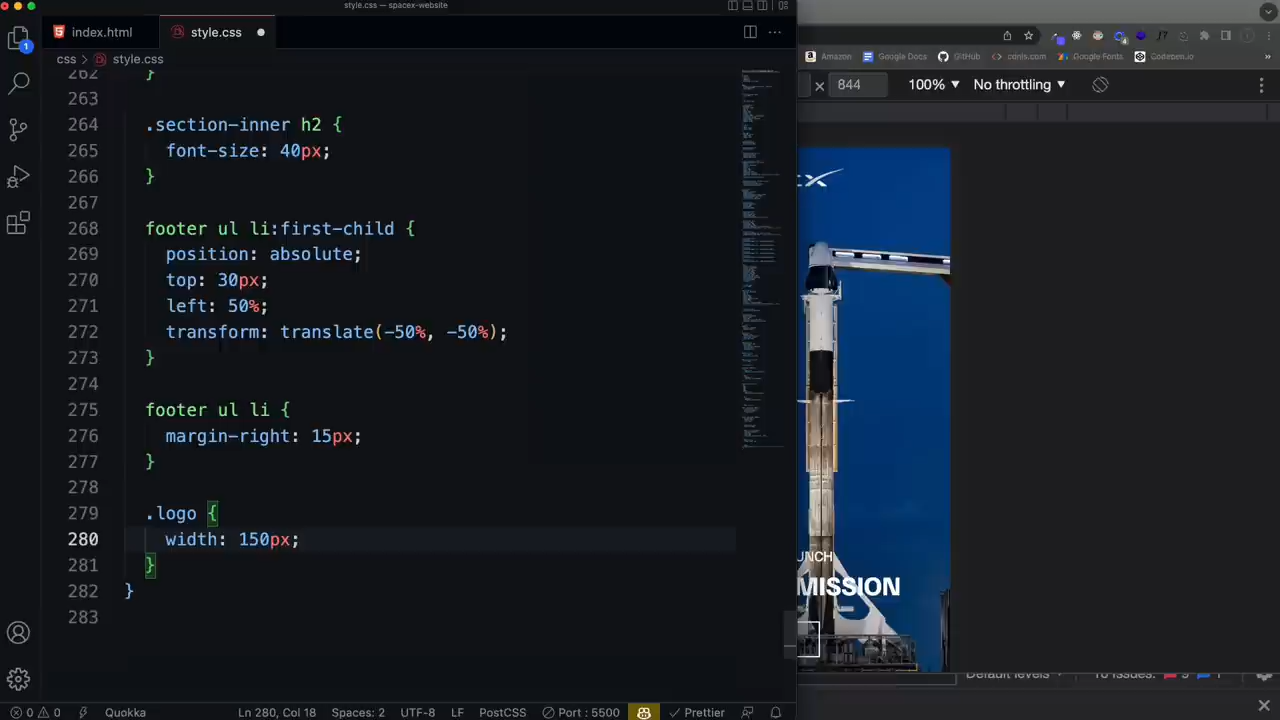 style.css — spacex-website
index.html
style.css
css > style.css
262 }
263
264 .section-inner h2 {
265 font-size: 40px;
266 }
267
268 footer ul li:first-child {
269 position: absolute;
270 top: 30px;
271 left: 50%;
272 transform: translate(-50%, -50%);
273 }
274
275 footer ul li {
276 margin-right: 15px;
277 }
278
279 .logo {
280 width: 150px;
281 }
282 }
283
1
Amazon Google Docs GitHub cdnjs.com Google Fonts Codepen.io
× 844 100% No throttling
EX
UNCH
MISSION
Default levels
0 0 Quokka Ln 280, Col 18 Spaces: 2 UTF-8 LF PostCSS Port : 5500 Prettier